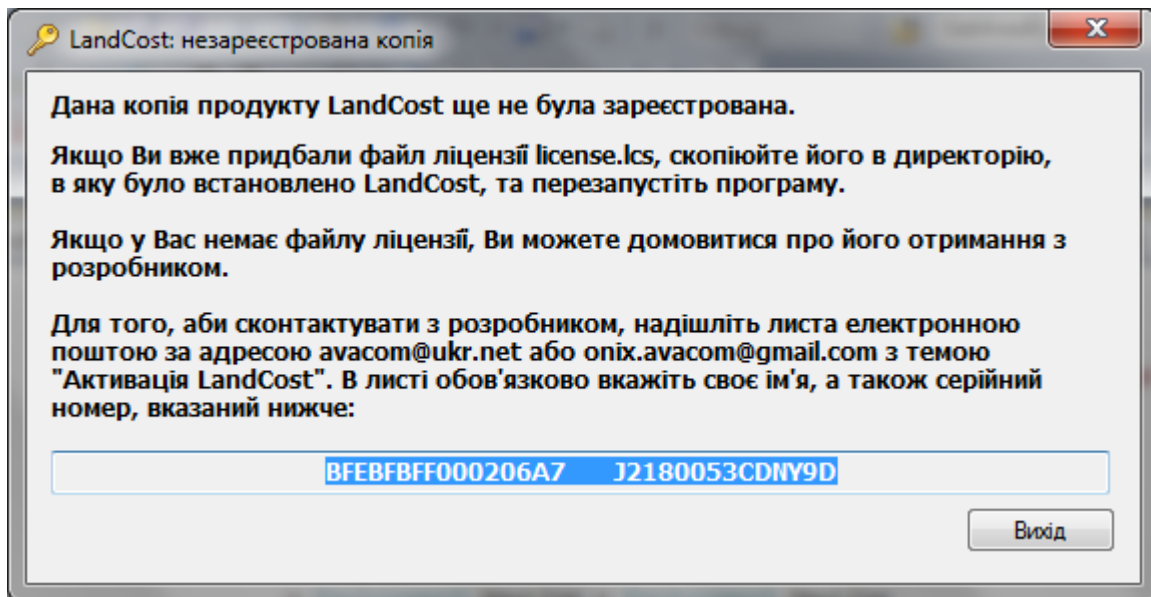 LandCost: незареєстрована копія
x
Дана копія продукту LandCost ще не була зареєстрована.
Якщо Ви вже придбали файл ліцензії license.lcs, скопіюйте його в директорію,
в яку було встановлено LandCost, та перезапустіть програму.
Якщо у Вас немає файлу ліцензії, Ви можете домовитися про його отримання з
розробником.
Для того, аби сконтактувати з розробником, надішліть листа електронною
поштою за адресою avacom@ukr.net або onix.avacom@gmail.com з темою
"Активація LandCost". В листі обов'язково вкажіть своє ім'я, а також серійний
номер, вказаний нижче:
BFEBFBFF000206A7 J2180053CDNY9D
Вихід